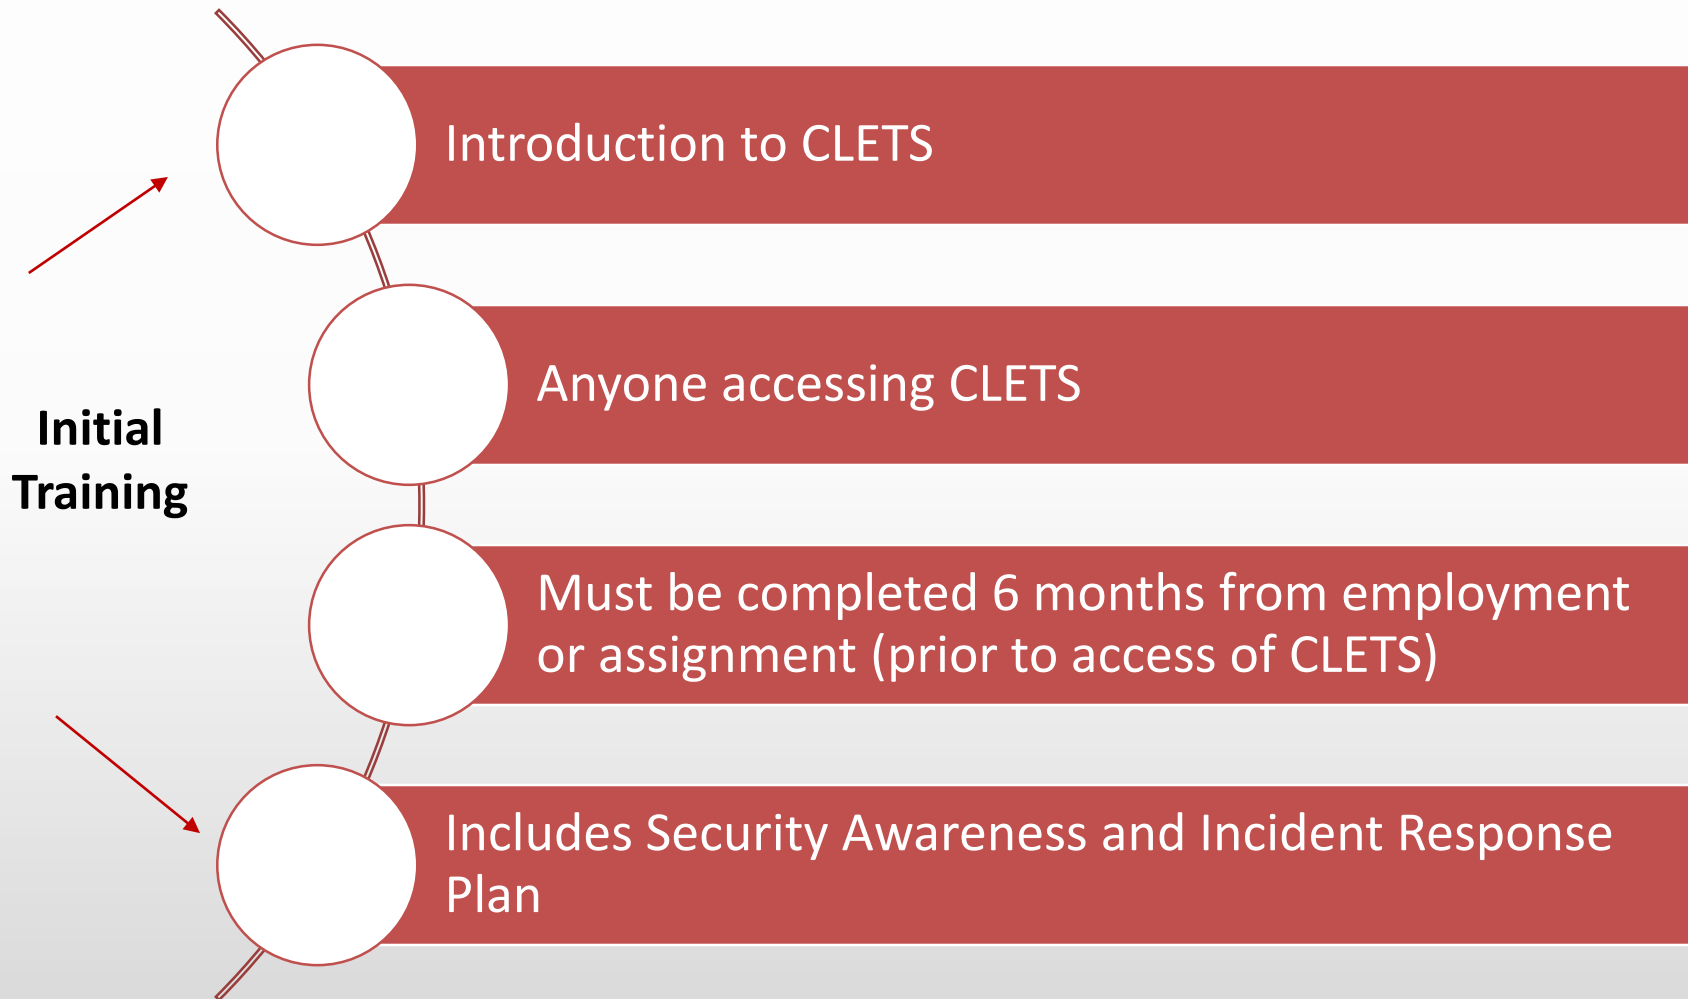 Introduction to CLETS
Anyone accessing CLETS
Initial
Training
Must be completed 6 months from employment
or assignment (prior to access of CLETS)
Includes Security Awareness and Incident Response
Plan